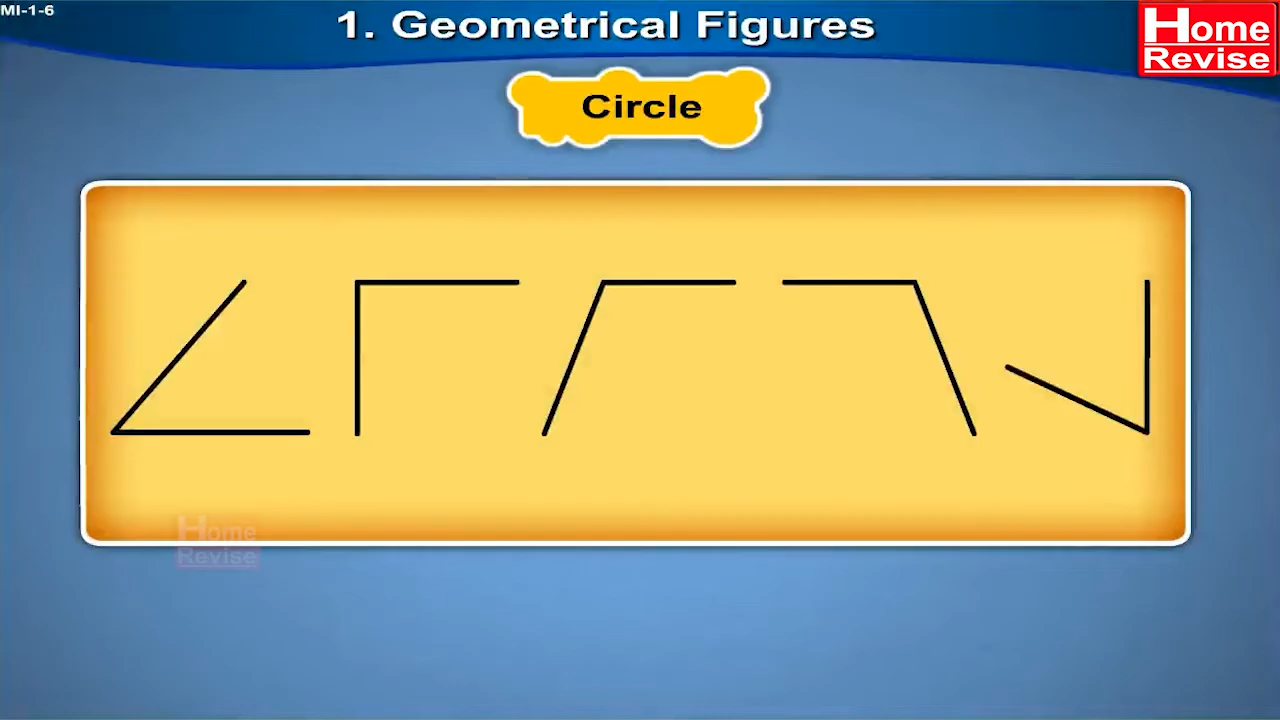 MI-1-6
1. Geometrical Figures
Home
Revise
Circle
Home
Revise